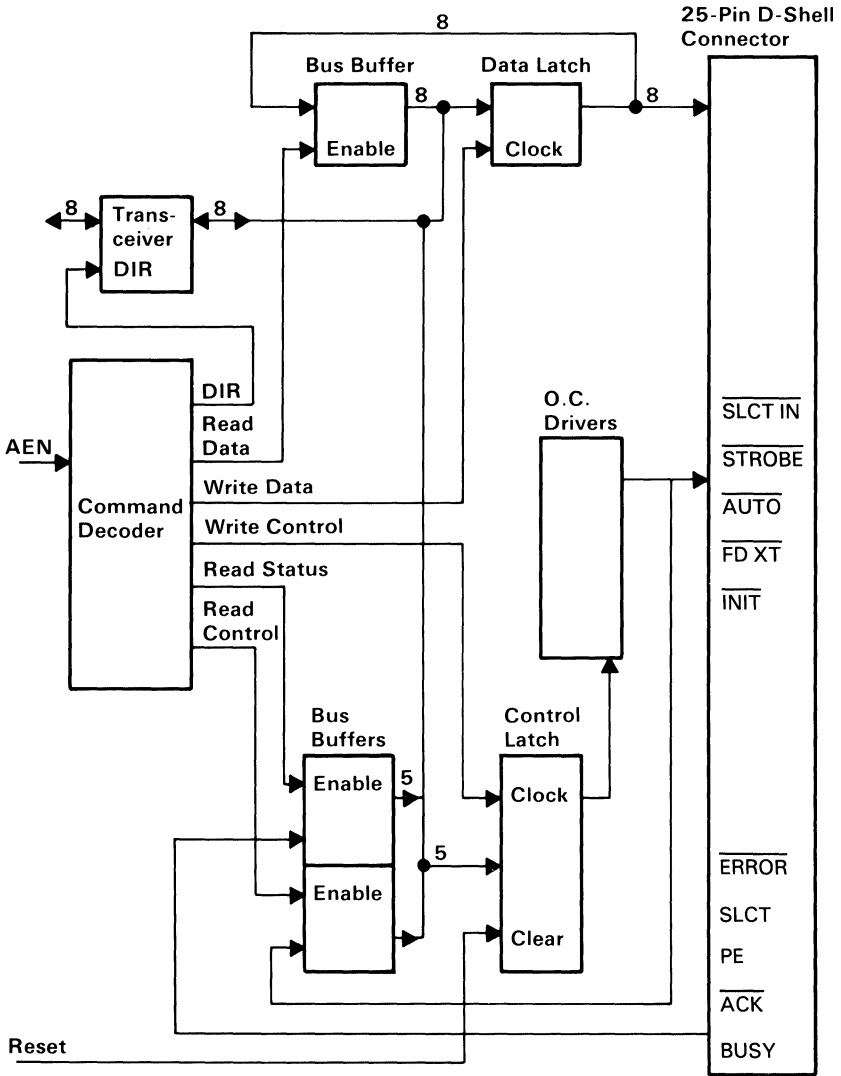 25-Pin D-Shell
Connector
8
Bus Buffer
Data Latch
8
8
Enable
Clock
8
Trans-
ceiver
DIR
8
DIR
Read
Data
AEN
Command
Decoder
Write Data
Write Control
Read Status
Read
Control
O.C.
Drivers
SLCT IN
STROBE
AUTO
FD XT
INIT
Bus
Buffers
Control
Latch
Enable
5
Clock
5
Enable
Clear
ERROR
SLCT
PE
ACK
BUSY
Reset